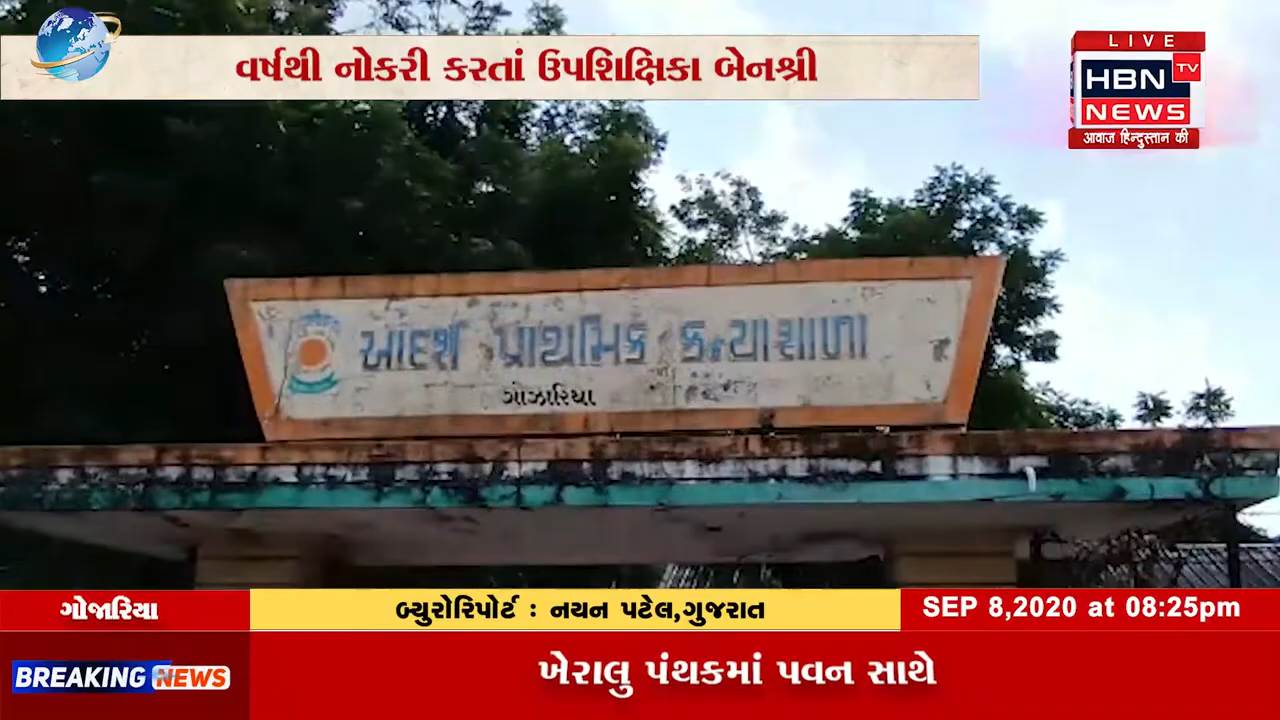 વર્ષથી નોકરી કરતાં ઉપશિક્ષિકા બેનશ્રી
LIVE
HBN TV
NEWS
आवाज हिन्दुस्तान की
આદર્શ પ્રાથમિક કન્યાશાળા
ગોઝારિયા
ગોજારિયા
બ્યુરોરિપોર્ટ : નયન પટેલ,ગુજરાત
SEP 8,2020 at 08:25pm
BREAKING NEWS
ખેરાલુ પંથકમાં પવન સાથે